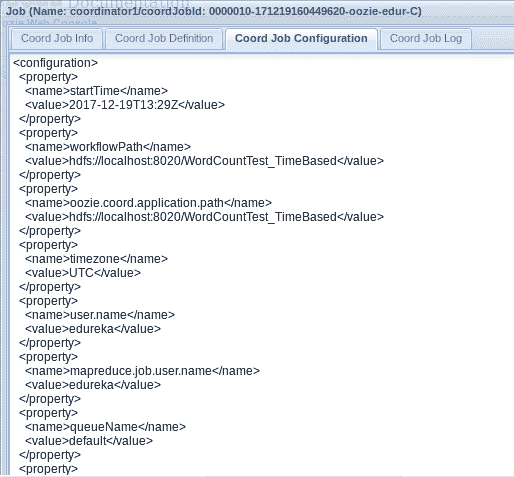 Documentation
Job (Name: coordinator1/coordJobId: 0000010-171219160449620-oozie-edur-C)
Coord Job Info Coord Job Definition Coord Job Configuration Coord Job Log
<configuration>
<property>
<name>startTime</name>
<value>2017-12-19T13:29Z</value>
</property>
<property>
<name>workflowPath</name>
<value>hdfs://localhost:8020/WordCountTest_TimeBased</value>
</property>
<property>
<name>oozie.coord.application.path</name>
<value>hdfs://localhost:8020/WordCountTest_TimeBased</value>
</property>
<property>
<name>timezone</name>
<value>UTC</value>
</property>
<property>
<name>user.name</name>
<value>edureka</value>
</property>
<property>
<name>mapreduce.job.user.name</name>
<value>edureka</value>
</property>
<property>
<name>queueName</name>
<value>default</value>
</property>
<property>